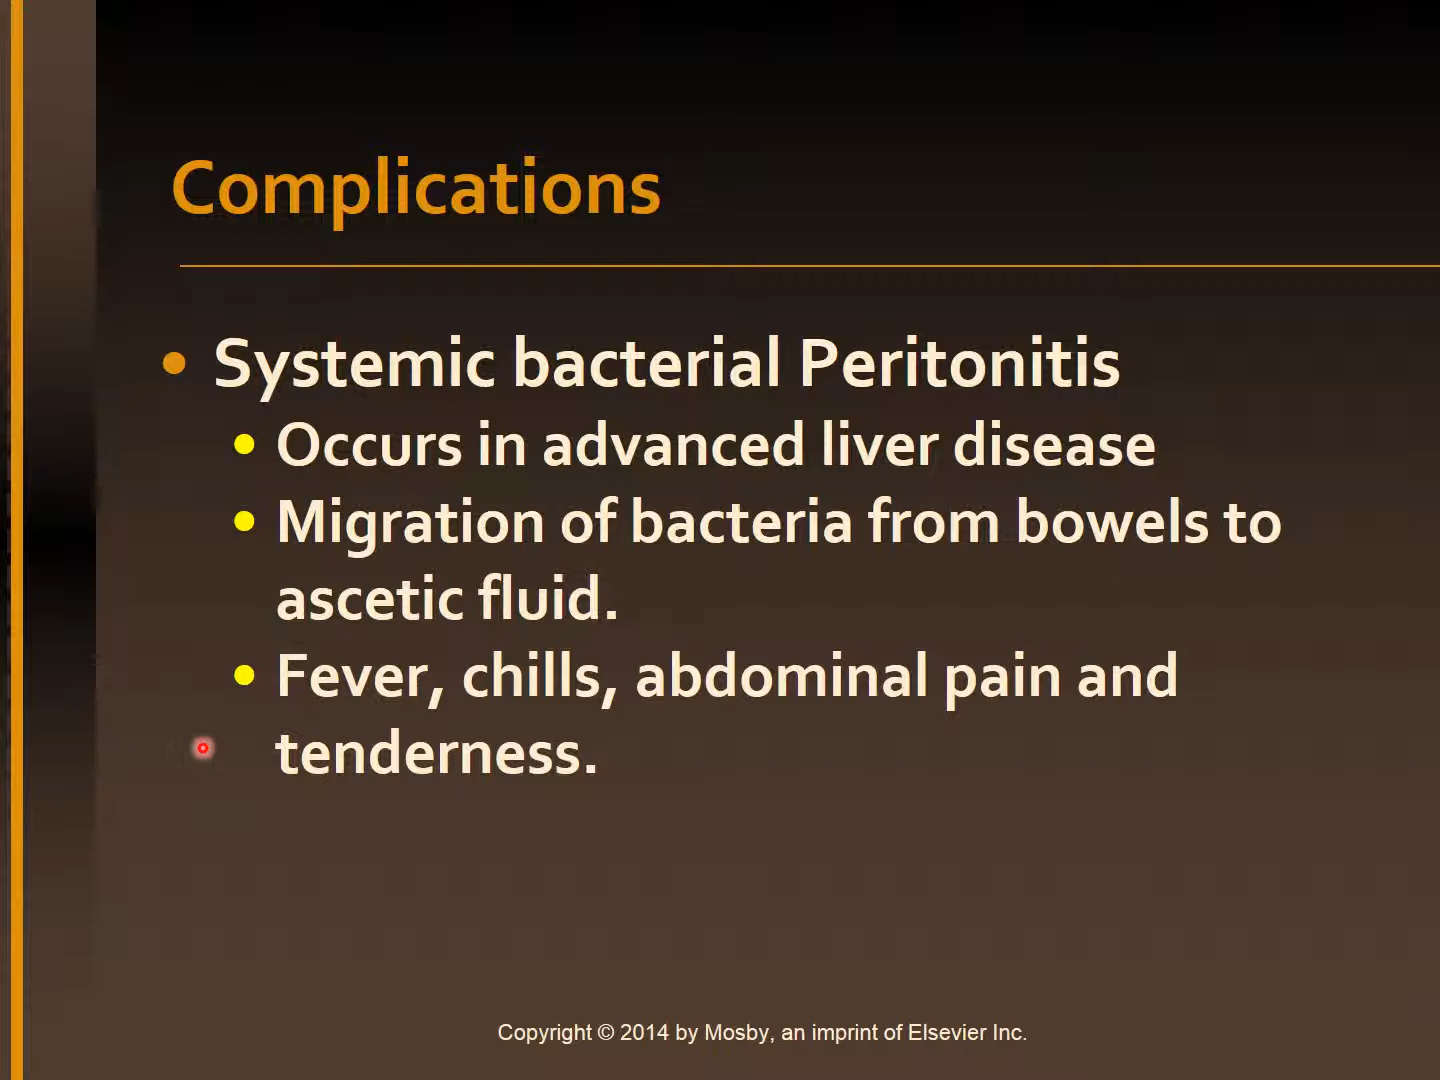 Complications
• Systemic bacterial Peritonitis
• Occurs in advanced liver disease
• Migration of bacteria from bowels to
ascetic fluid.
• Fever, chills, abdominal pain and
tenderness.
Copyright © 2014 by Mosby, an imprint of Elsevier Inc.